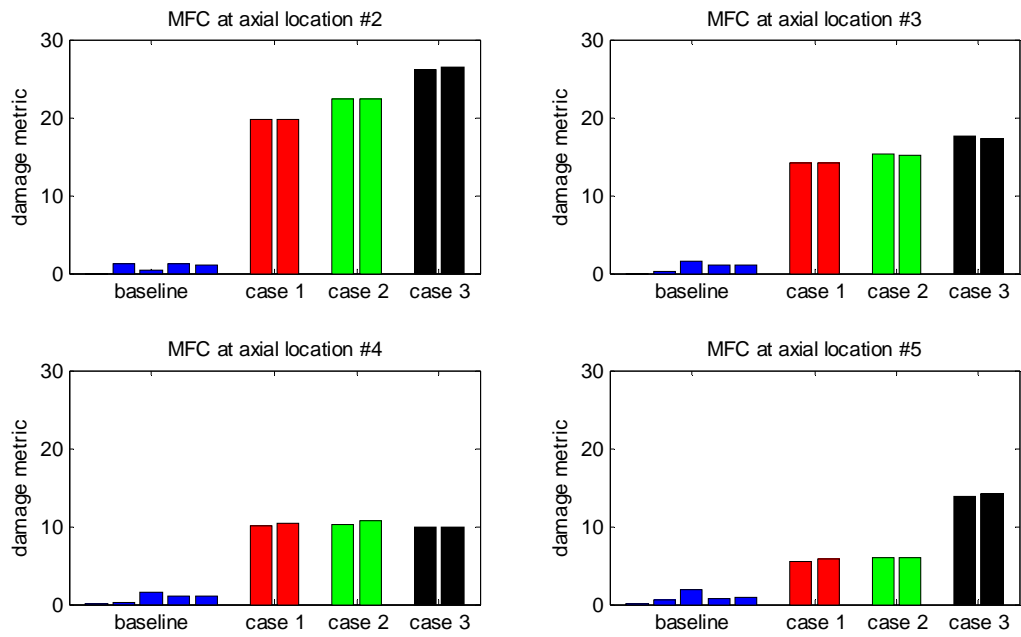 MFC at axial location #2
30
20
10
0
damage metric
baseline case 1 case 2 case 3
MFC at axial location #3
30
20
10
0
damage metric
baseline case 1 case 2 case 3
MFC at axial location #4
30
20
10
0
damage metric
baseline case 1 case 2 case 3
MFC at axial location #5
30
20
10
0
damage metric
baseline case 1 case 2 case 3